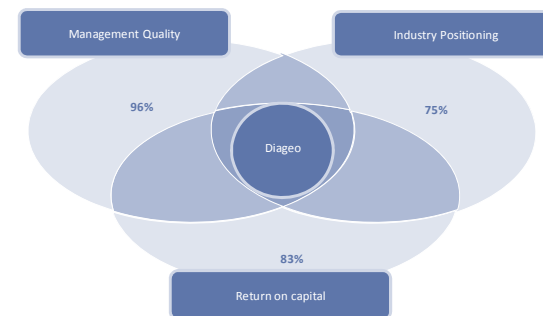 Management Quality
Industry Positioning
96%
75%
Diageo
83%
Return on capital